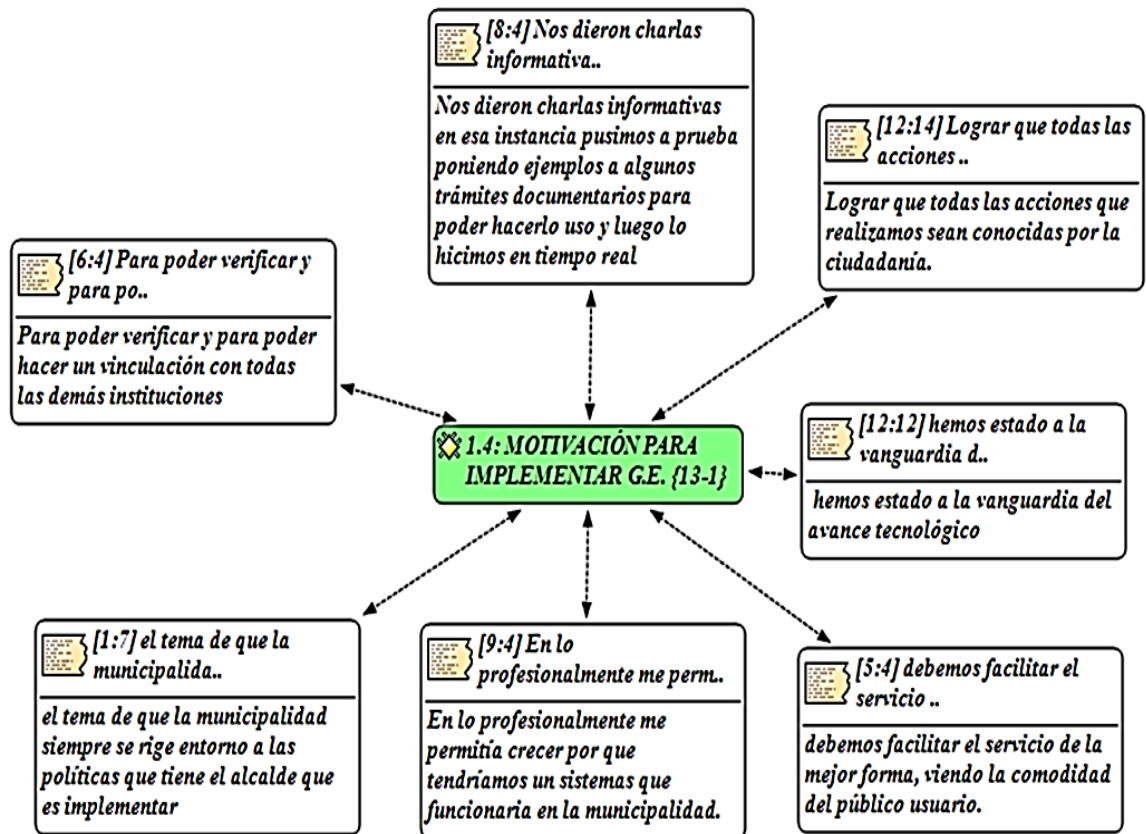 [8:4] Nos dieron charlas
informativa..
Nos dieron charlas informativas
en esa instancia pusimos a prueba
poniendo ejemplos a algunos
trámites documentarios para
poder hacerlo uso y luego lo
hicimos en tiempo real
[12:14] Lograr que todas las
acciones ..
Lograr que todas las acciones que
realizamos sean conocidas por la
ciudadanía.
[6:4] Para poder verificar y
para po..
Para poder verificar y para poder
hacer un vinculación con todas
las demás instituciones
[12:12] hemos estado a la
vanguardia d..
hemos estado a la vanguardia del
avance tecnológico
1.4: MOTIVACIÓN PARA
IMPLEMENTAR G.E. {13-1}
[1:7] el tema de que la
municipalida..
el tema de que la municipalidad
siempre se rige entorno a las
políticas que tiene el alcalde que
es implementar
[9:4] En lo
profesionalmente me perm..
En lo profesionalmente me
permitía crecer por que
tendríamos un sistemas que
funcionaria en la municipalidad.
[5:4] debemos facilitar el
servicio ..
debemos facilitar el servicio de la
mejor forma, viendo la comodidad
del público usuario.